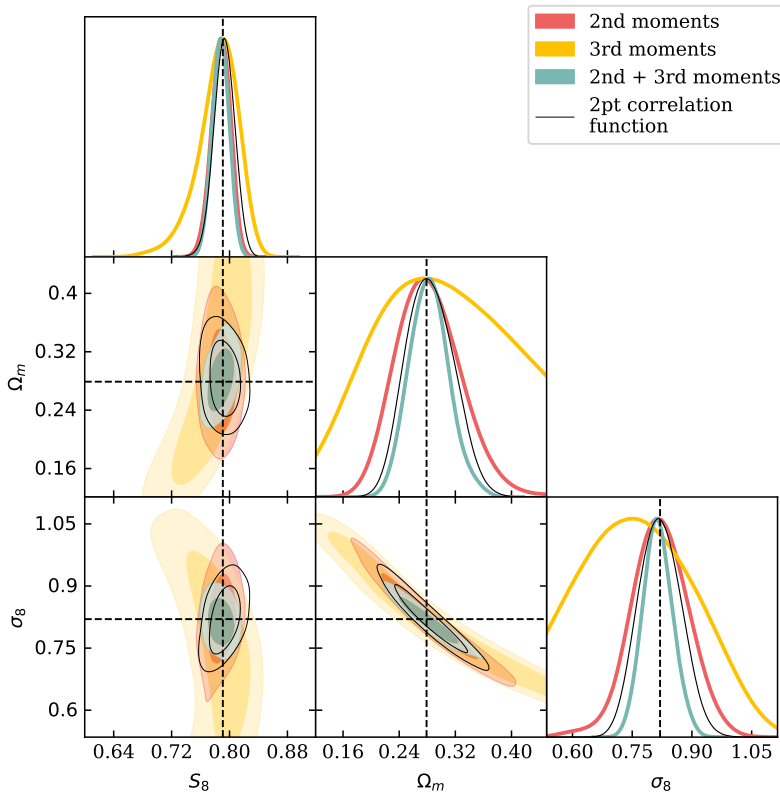 2nd moments
3rd moments
2nd + 3rd moments
2pt correlation
function
0.4
0.32
0.24
0.16
Ωₘ
1.05
0.9
0.75
0.6
σ₈
0.64 0.72 0.80 0.88
S₈
0.16 0.24 0.32 0.40
Ωₘ
0.60 0.75 0.90 1.05
σ₈